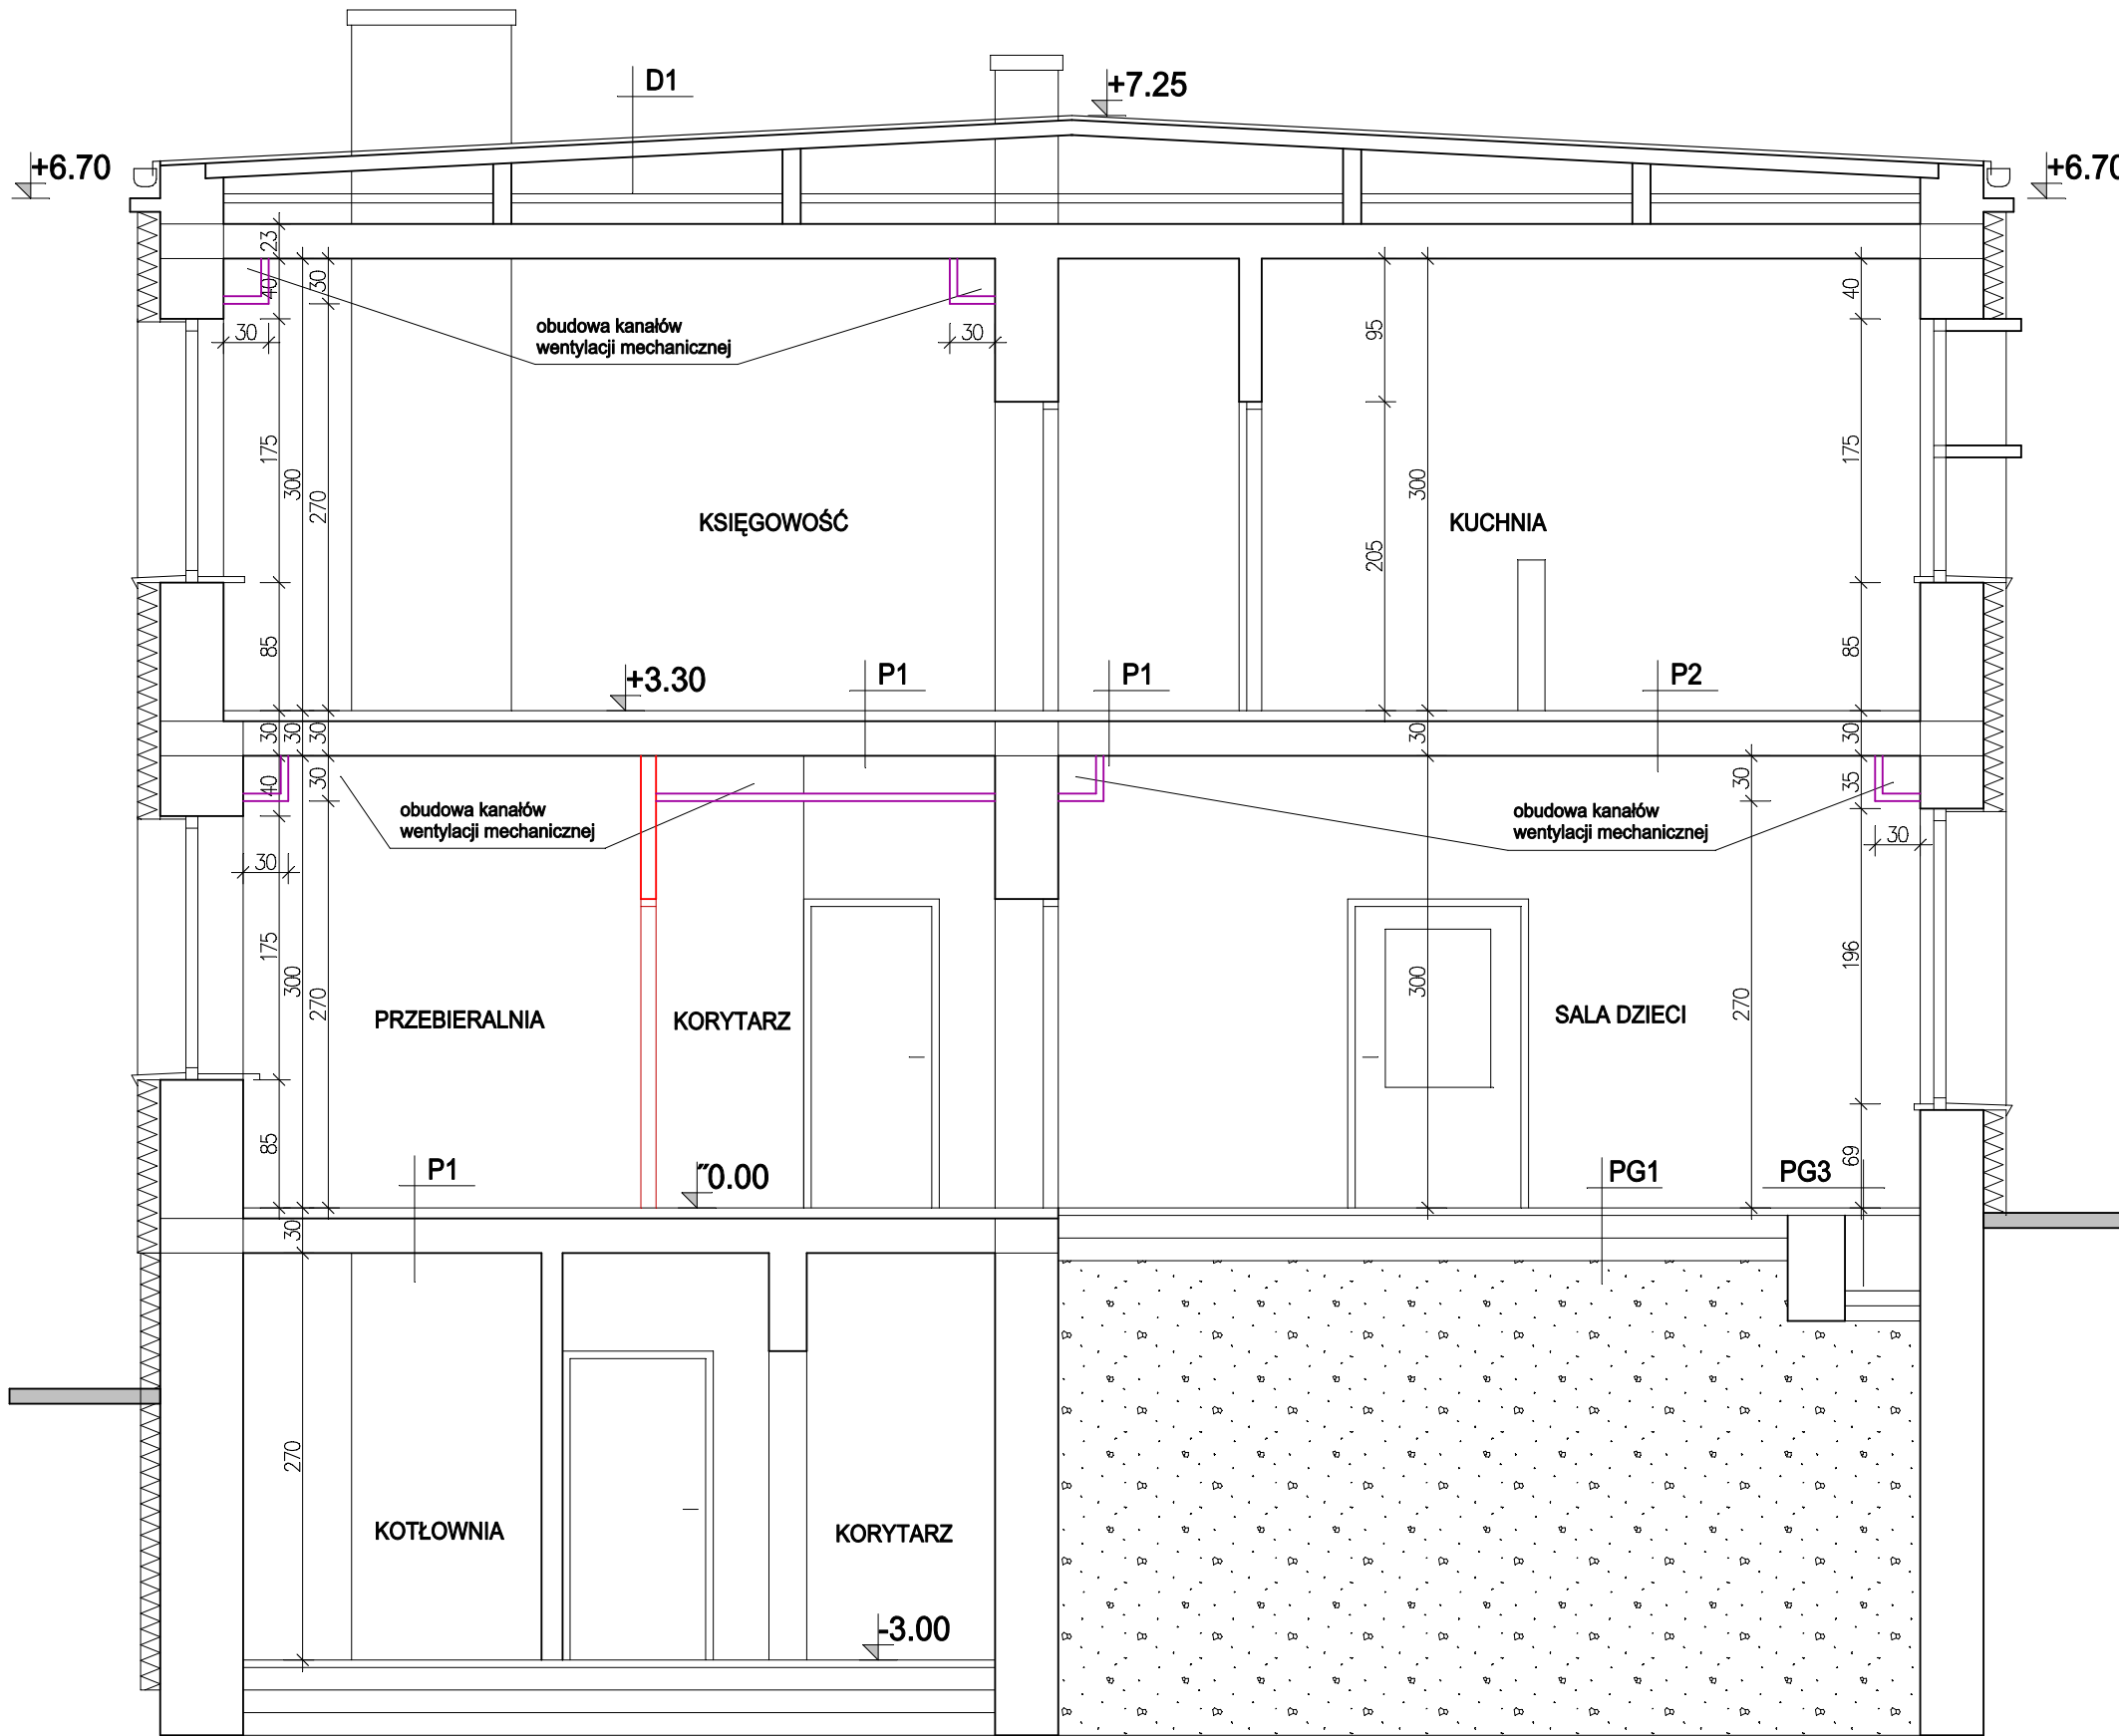 D1
+7.25
+6.70
+6.70
23
40
30
30
30
40
obudowa kanałów
wentylacji mechanicznej
95
175
300
270
300
175
KSIĘGOWOŚĆ
KUCHNIA
205
85
85
+3.30
P1
P1
P2
30
30
30
30
30
40
30
30
35
obudowa kanałów
wentylacji mechanicznej
obudowa kanałów
wentylacji mechanicznej
30
30
175
300
270
300
270
196
PRZEBIERALNIA
KORYTARZ
SALA DZIECI
85
69
P1
˝0.00
PG1
PG3
30
270
KOTŁOWNIA
KORYTARZ
-3.00